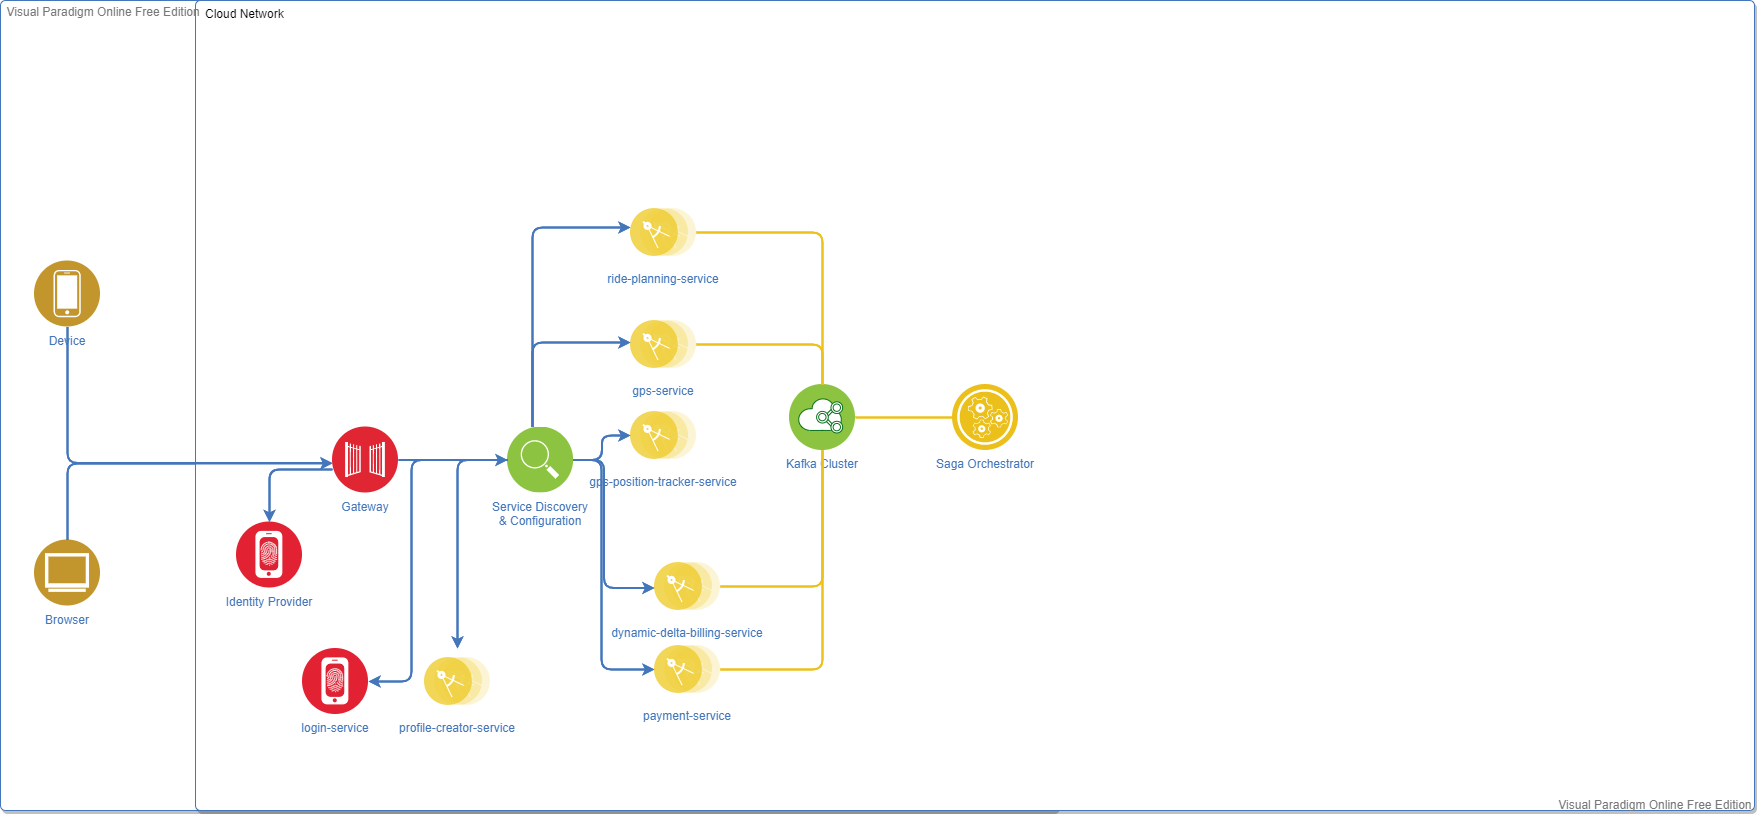 Visual Paradigm Online Free Edition
Cloud Network
ride-planning-service
Device
gps-service
Kafka Cluster
Saga Orchestrator
gps-position-tracker-service
Gateway
Service Discovery
& Configuration
Identity Provider
Browser
dynamic-delta-billing-service
payment-service
login-service
profile-creator-service
Visual Paradigm Online Free Edition